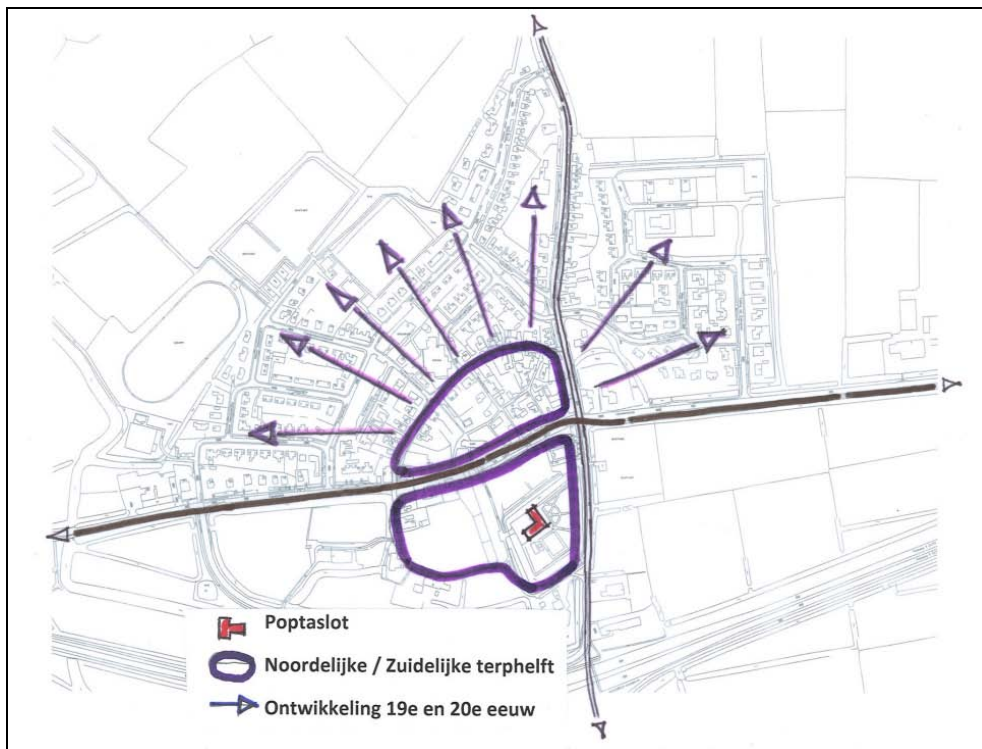 Poptaslot
Noordelijke / Zuidelijke terphelft
Ontwikkeling 19e en 20e eeuw